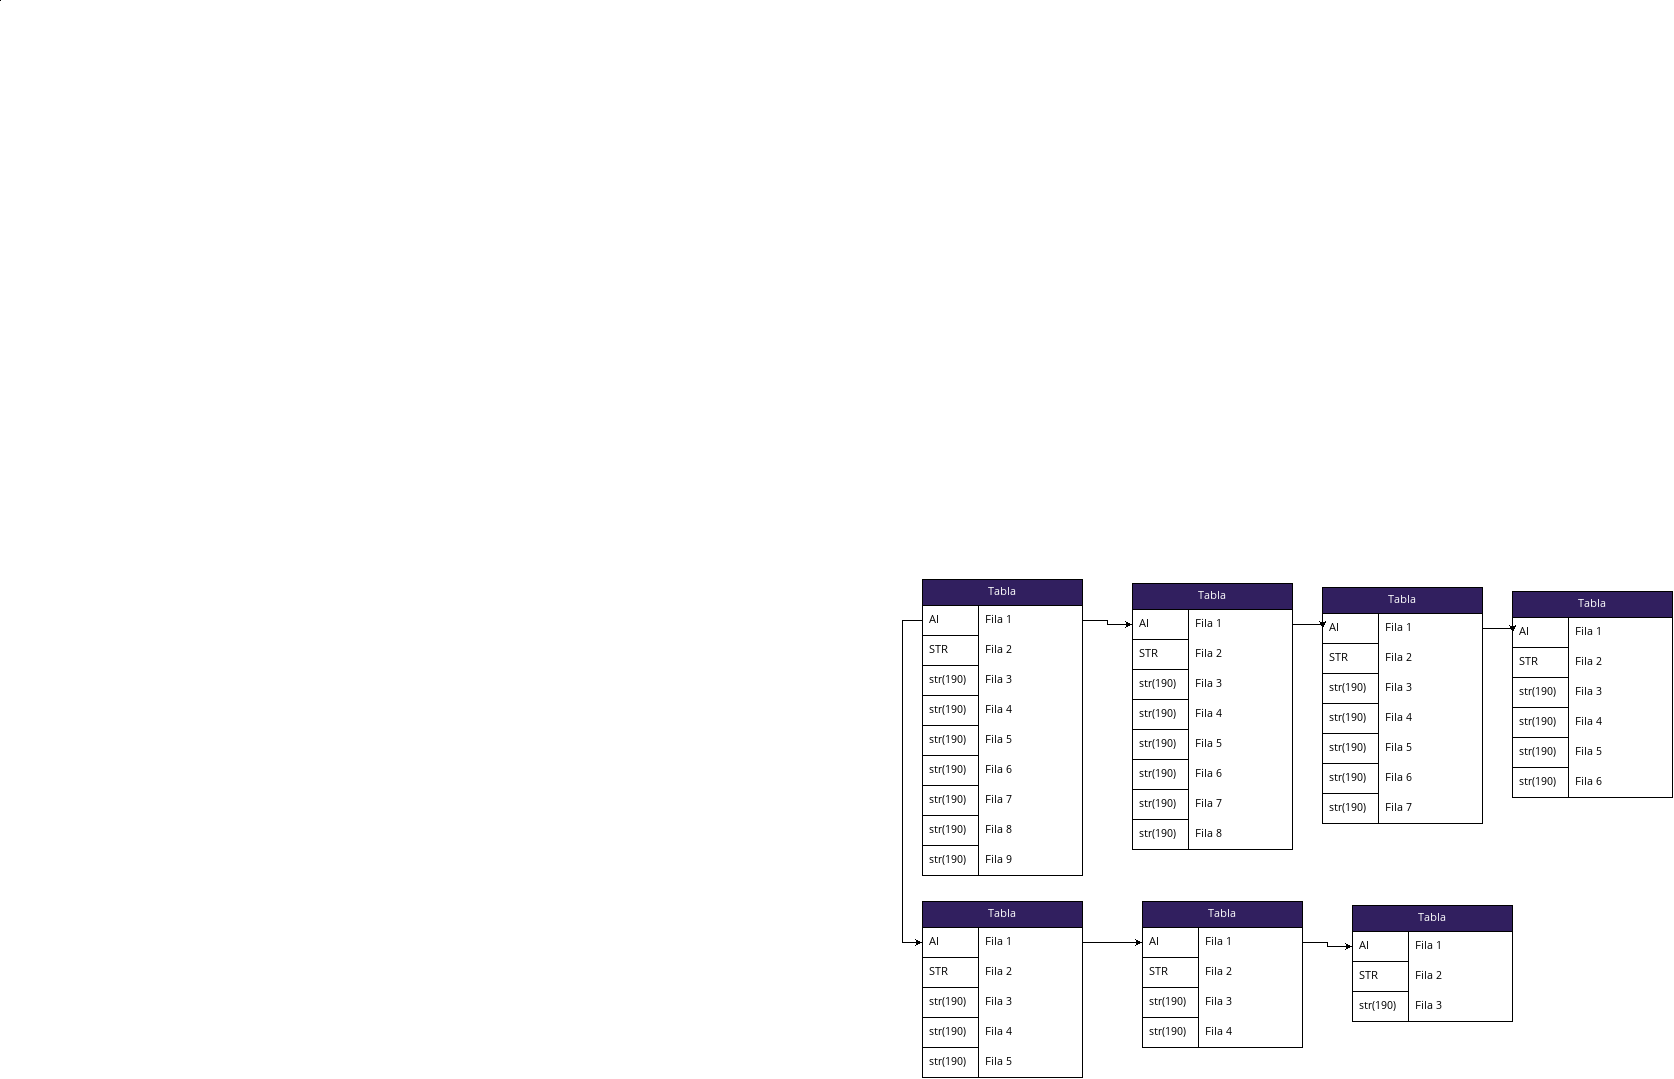 Tabla
AI Fila 1
STR Fila 2
str(190) Fila 3
str(190) Fila 4
str(190) Fila 5
str(190) Fila 6
str(190) Fila 7
str(190) Fila 8
str(190) Fila 9
Tabla
AI Fila 1
STR Fila 2
str(190) Fila 3
str(190) Fila 4
str(190) Fila 5
str(190) Fila 6
str(190) Fila 7
str(190) Fila 8
Tabla
AI Fila 1
STR Fila 2
str(190) Fila 3
str(190) Fila 4
str(190) Fila 5
str(190) Fila 6
str(190) Fila 7
Tabla
AI Fila 1
STR Fila 2
str(190) Fila 3
str(190) Fila 4
str(190) Fila 5
str(190) Fila 6
Tabla
AI Fila 1
STR Fila 2
str(190) Fila 3
str(190) Fila 4
str(190) Fila 5
Tabla
AI Fila 1
STR Fila 2
str(190) Fila 3
str(190) Fila 4
Tabla
AI Fila 1
STR Fila 2
str(190) Fila 3